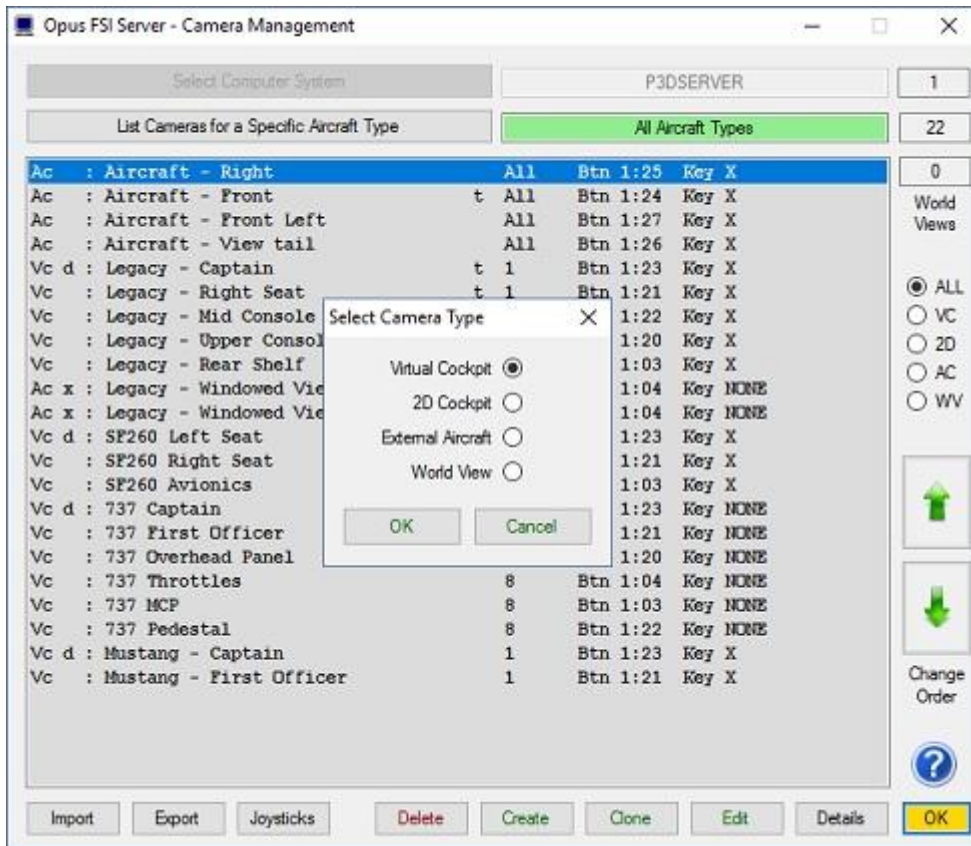 Opus FSI Server - Camera Management
Select Computer System P3DSERVER 1
List Cameras for a Specific Aircraft Type All Aircraft Types 22
Ac : Aircraft - Right All Btn 1:25 Key X 0
Ac : Aircraft - Front t All Btn 1:24 Key X
Ac : Aircraft - Front Left All Btn 1:27 Key X
Ac : Aircraft - View tail All Btn 1:26 Key X
Vc d : Legacy - Captain t 1 Btn 1:23 Key X
Vc : Legacy - Right Seat t 1 Btn 1:21 Key X
Vc : Legacy - Mid Console 1:22 Key X
Vc : Legacy - Upper Consol 1:20 Key X
Vc : Legacy - Rear Shelf 1:03 Key X
Ac x : Legacy - Windowed Vie 1:04 Key NONE
Ac x : Legacy - Windowed Vie 1:04 Key NONE
Vc d : SF260 Left Seat 1:23 Key X
Vc : SF260 Right Seat 1:21 Key X
Vc : SF260 Avionics 1:03 Key X
Vc d : 737 Captain 1:23 Key NONE
Vc : 737 First Officer 1:21 Key NONE
Vc : 737 Overhead Panel 1:20 Key NONE
Vc : 737 Throttles 8 Btn 1:04 Key NONE
Vc : 737 MCP 8 Btn 1:03 Key NONE
Vc : 737 Pedestal 8 Btn 1:22 Key NONE
Vc d : Mustang - Captain 1 Btn 1:23 Key X
Vc : Mustang - First Officer 1 Btn 1:21 Key X
Select Camera Type
Virtual Cockpit
2D Cockpit
External Aircraft
World View
OK Cancel
World
Views
ALL
VC
2D
AC
WV
Change
Order
?
Import Export Joysticks Delete Create Clone Edit Details OK